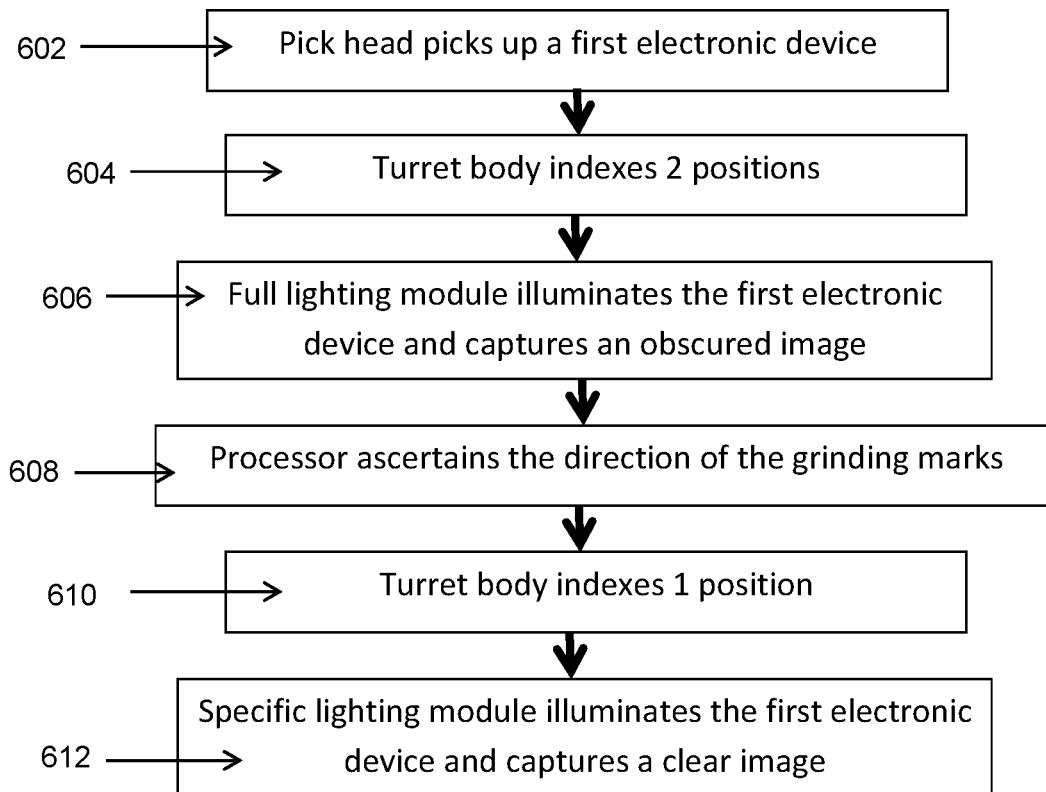 602
Pick head picks up a first electronic device
604
Turret body indexes 2 positions
606
Full lighting module illuminates the first electronic
device and captures an obscured image
608
Processor ascertains the direction of the grinding marks
610
Turret body indexes 1 position
612
Specific lighting module illuminates the first electronic
device and captures a clear image